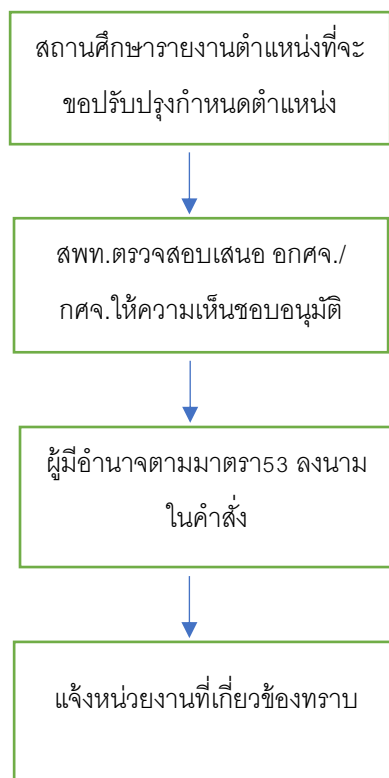 สถานศึกษารายงานตำแหน่งที่จะ
ขอปรับปรุงกำหนดตำแหน่ง
สพท.ตรวจสอบเสนอ อกศจ./
กศจ.ให้ความเห็นชอบอนุมัติ
ผู้มีอำนาจตามมาตรา53 ลงนาม
ในคำสั่ง
แจ้งหน่วยงานที่เกี่ยวข้องทราบ